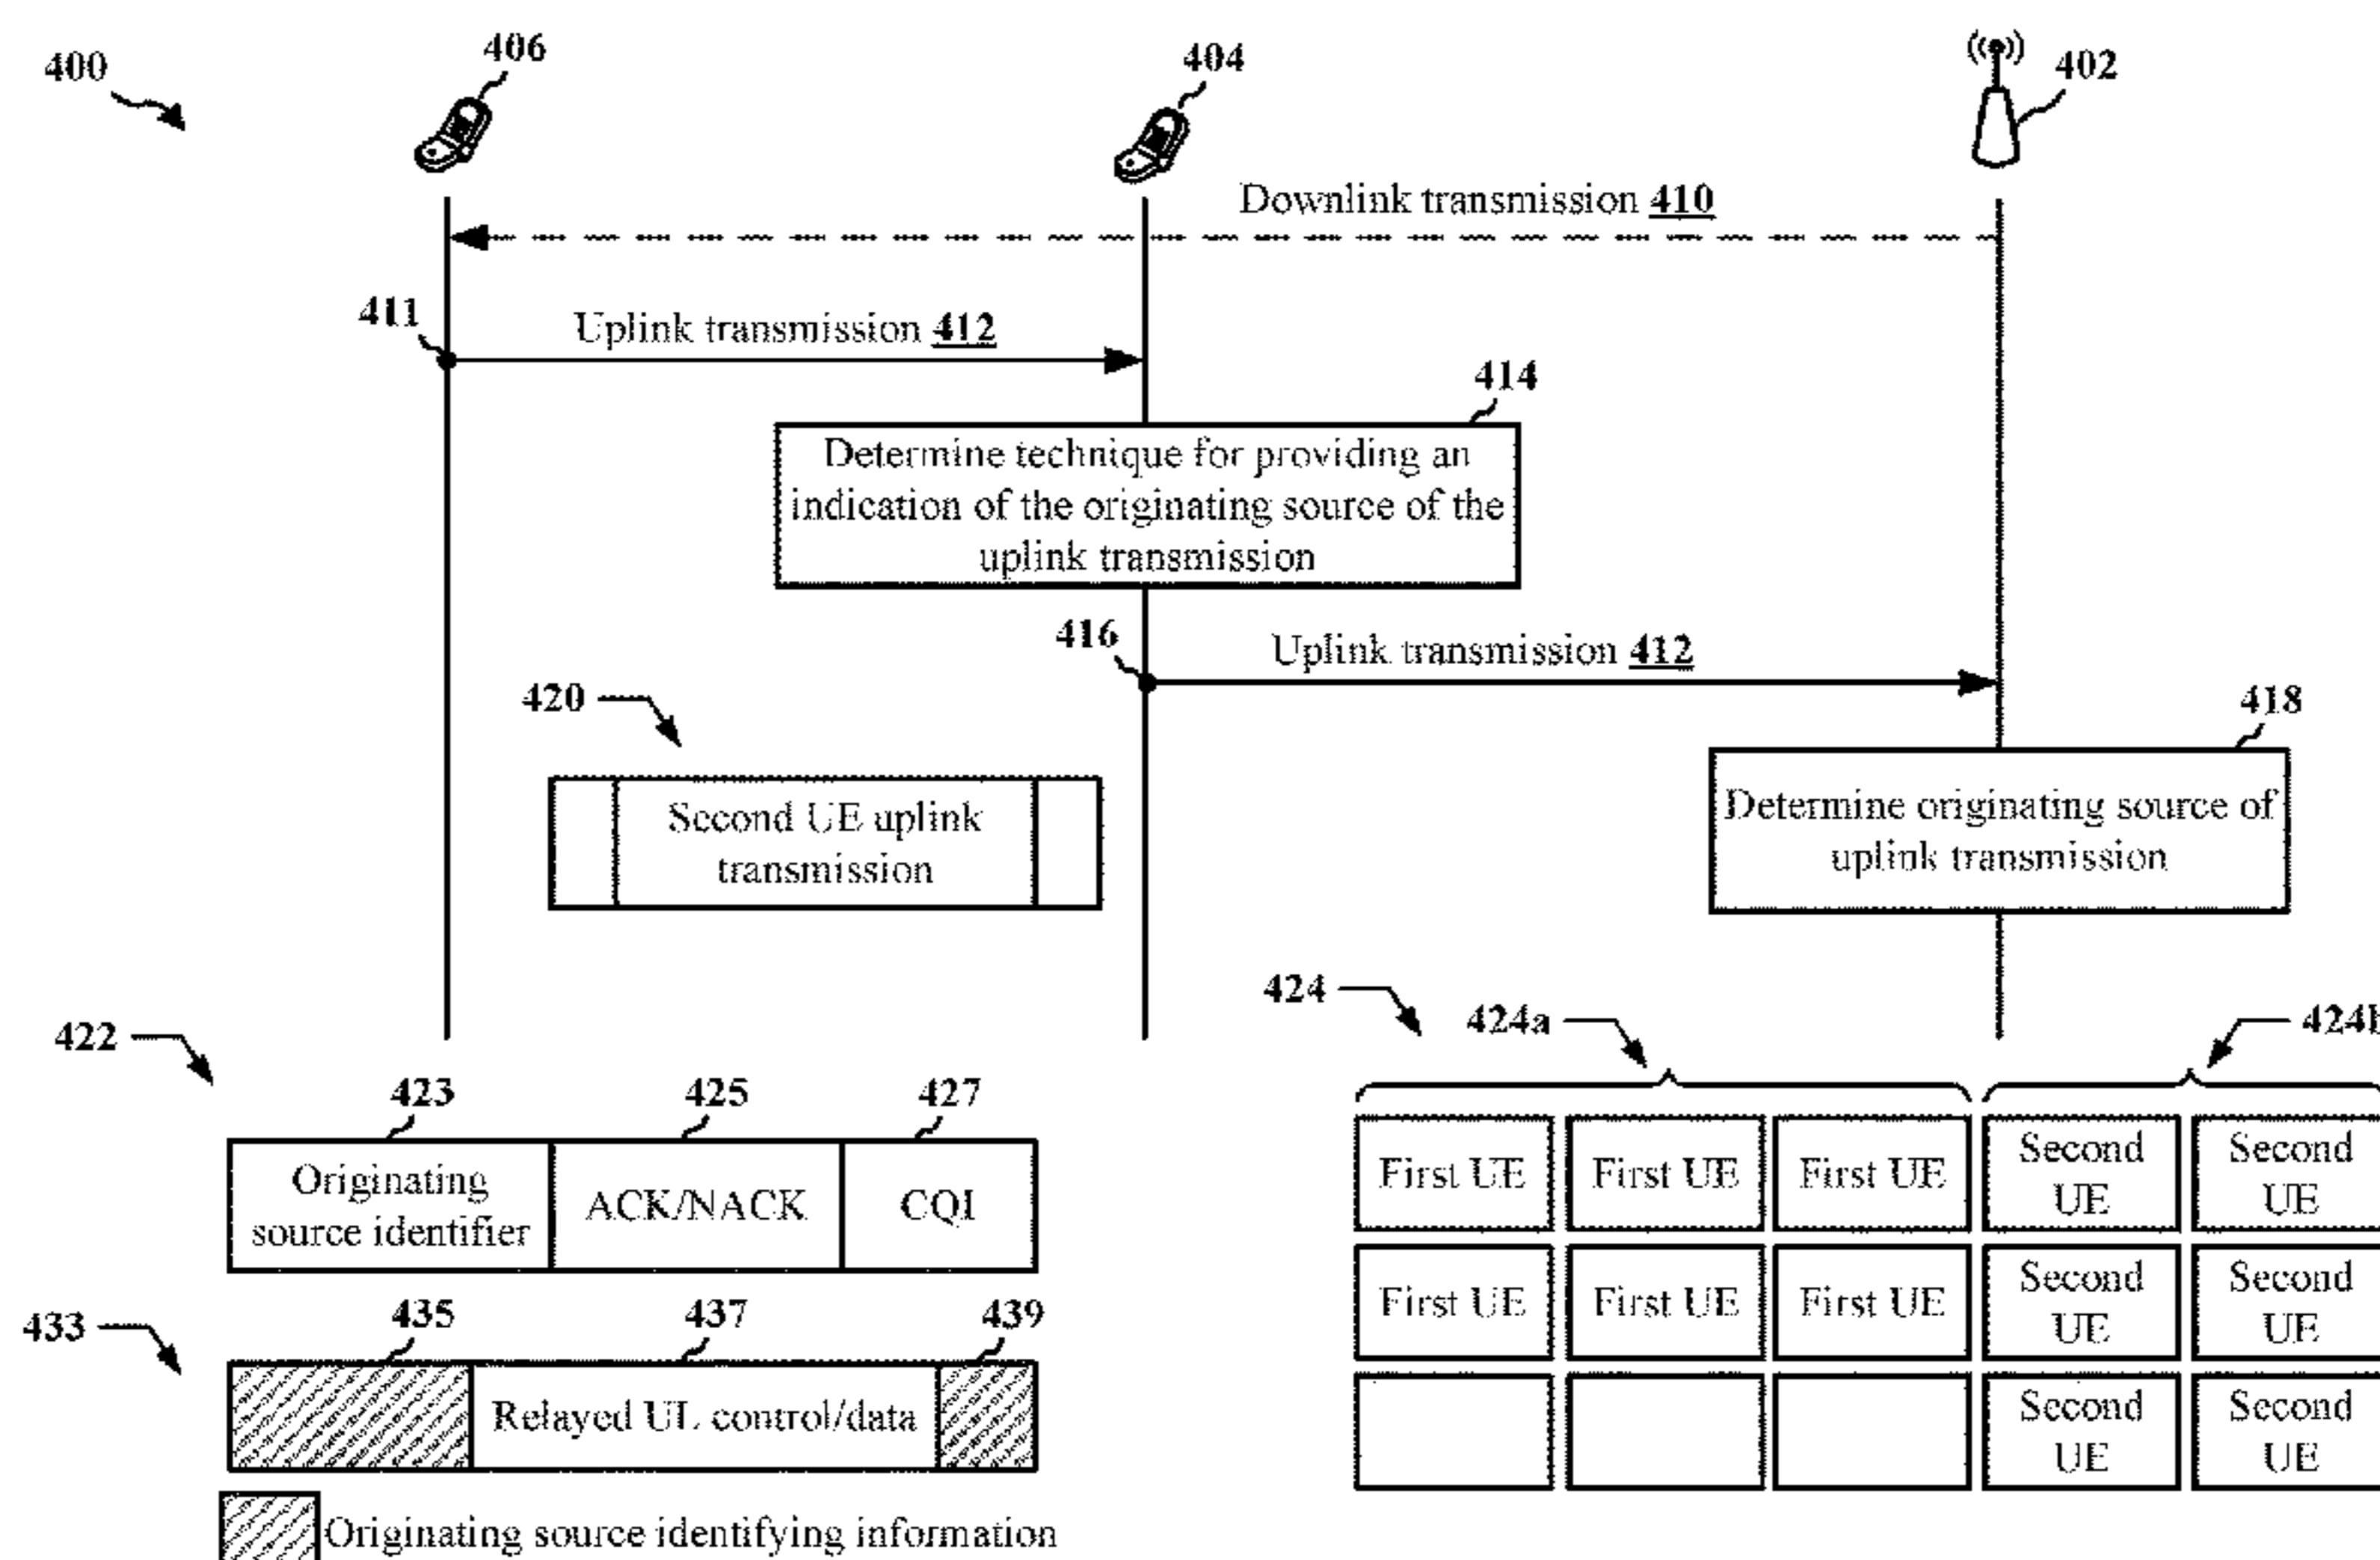 400
406
404
402
Downlink transmission 410
411
Uplink transmission 412
414
Determine technique for providing an
indication of the originating source of the
uplink transmission
416
Uplink transmission 412
420
418
Second UE uplink
transmission
Determine originating source of
uplink transmission
424
424a
424b
422
423
425
427
Originating
source identifier
ACK/NACK
CQI
First UE
First UE
First UE
Second
UE
Second
UE
First UE
First UE
First UE
Second
UE
Second
UE
Second
UE
Second
UE
433
435
437
439
Relayed UL control/data
Originating source identifying information